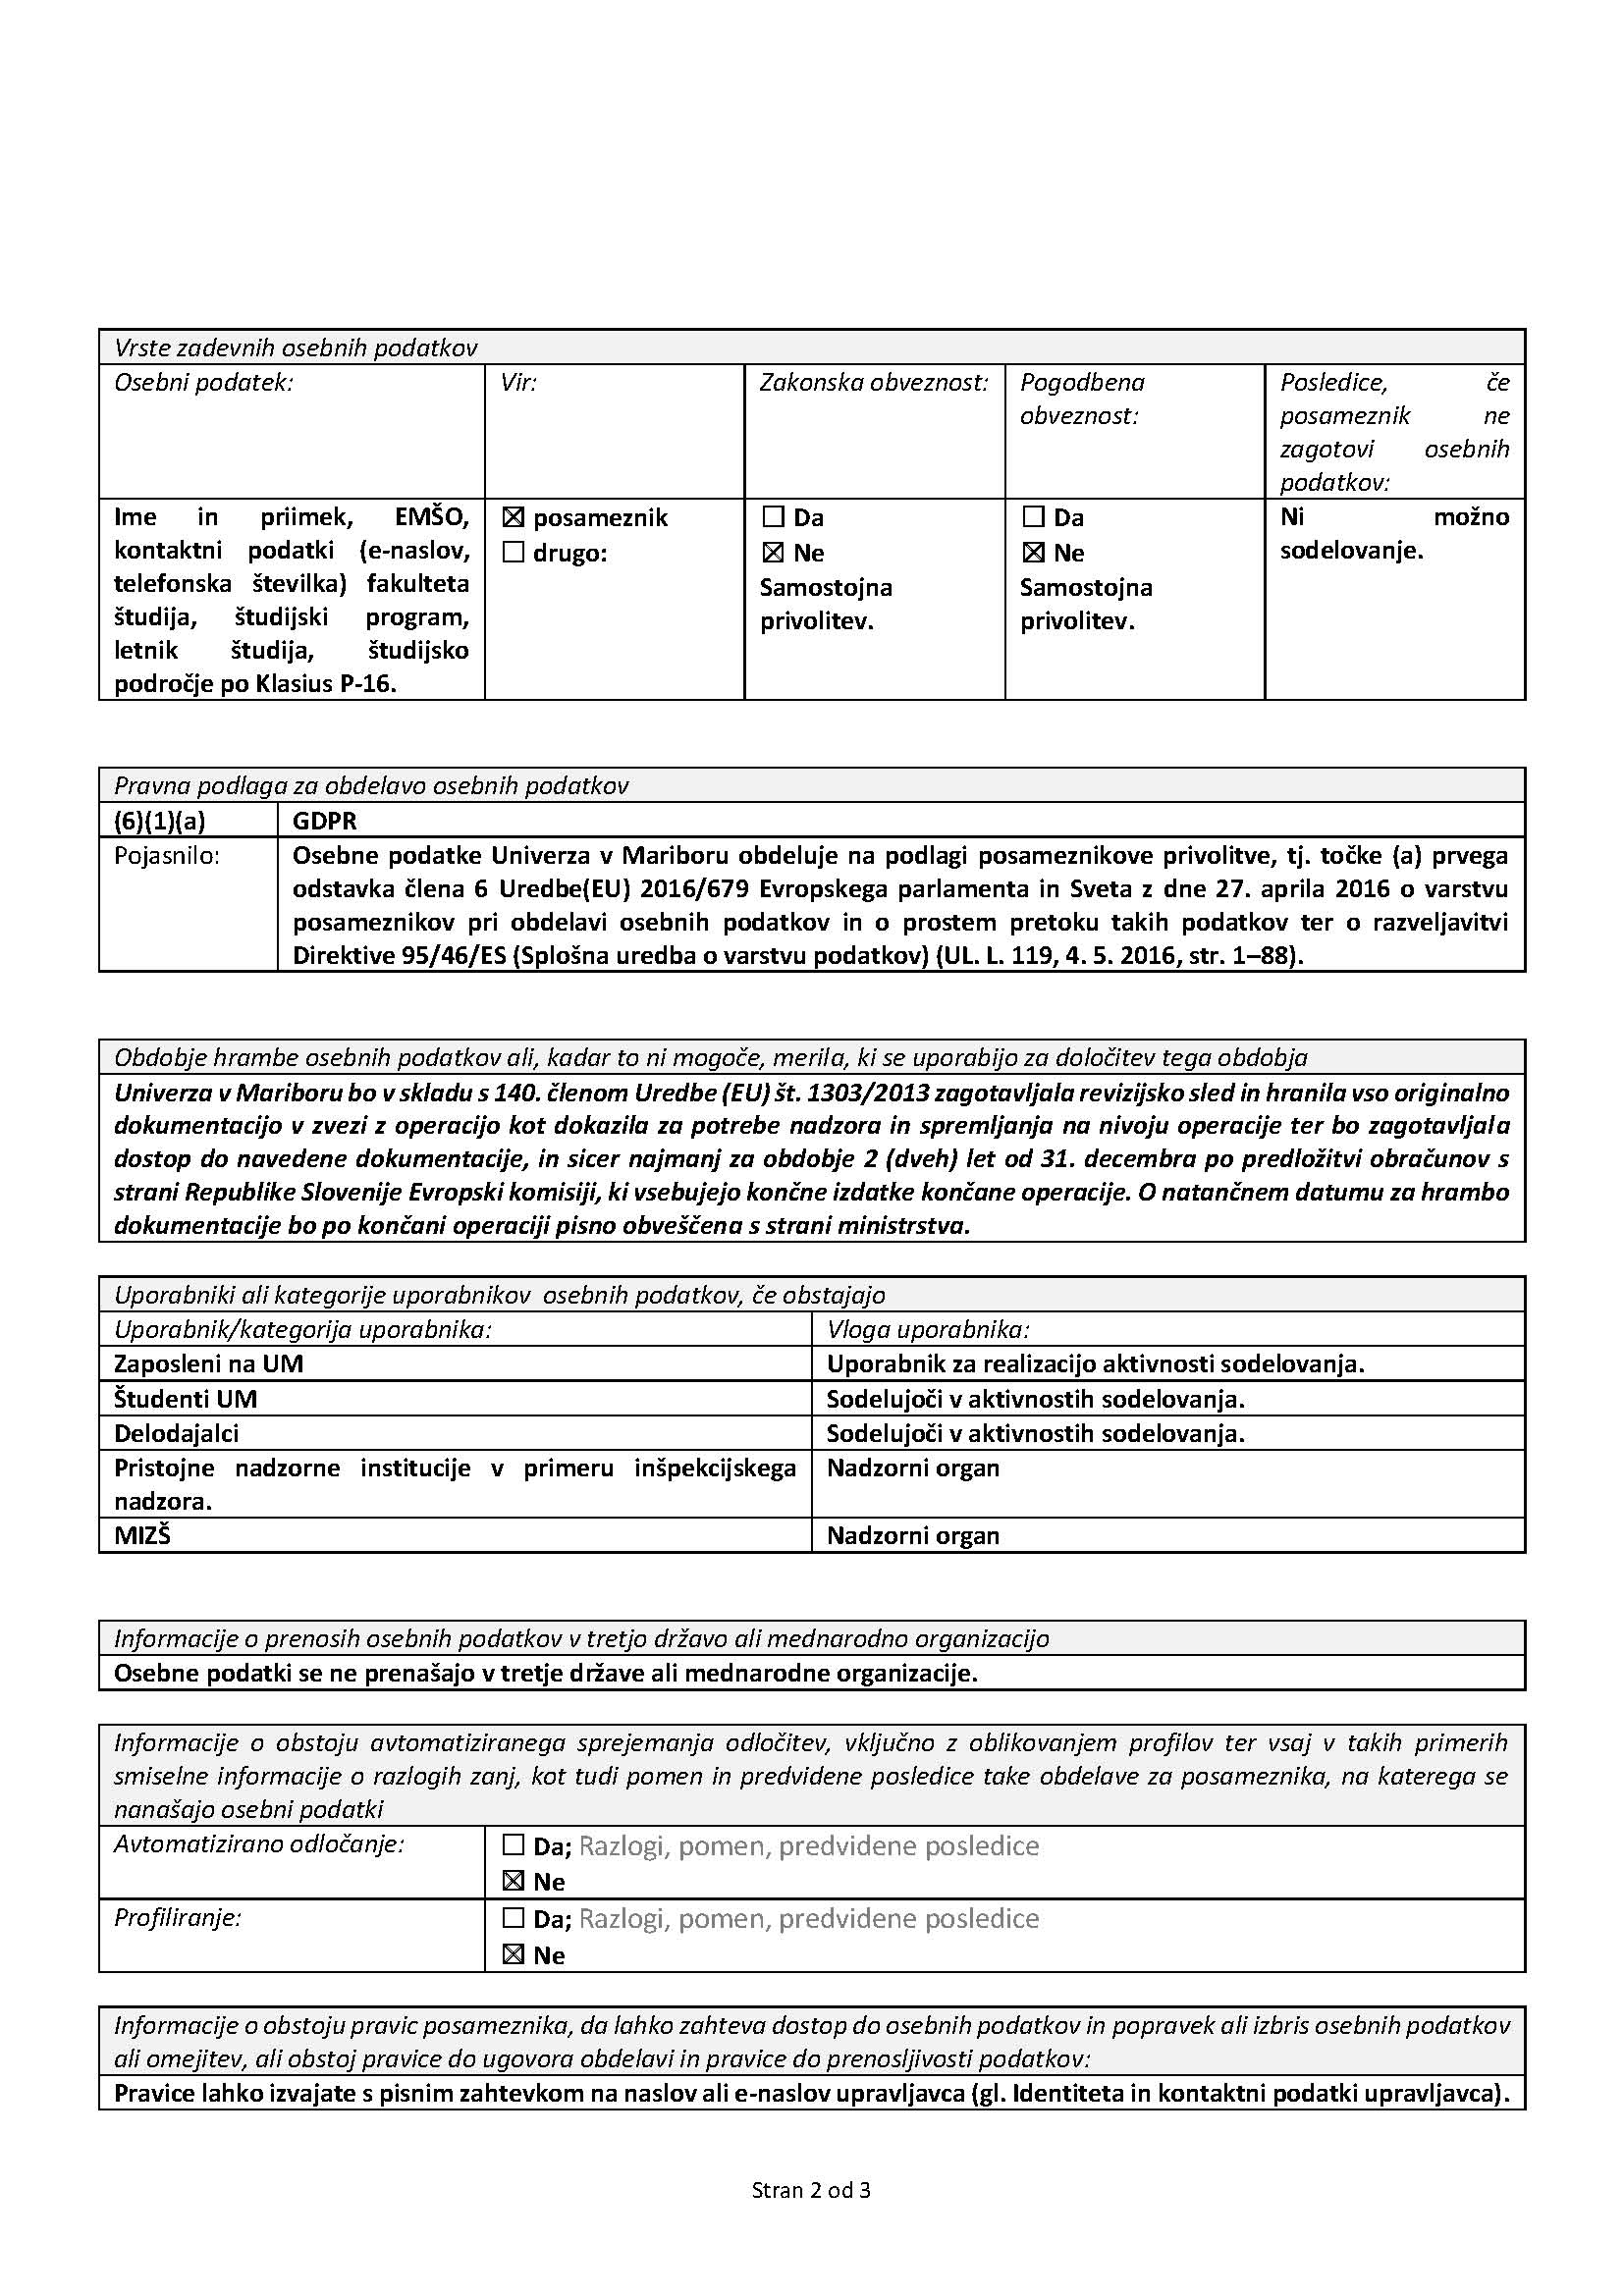 Vrste zadevnih osebnih podatkov
Osebni podatek:
Vir:
Zakonska obveznost:
Pogodbena
obveznost:
Posledice, če
posameznik ne
zagotovi osebnih
podatkov:
Ime in priimek, EMŠO,
kontaktni podatki (e-naslov,
telefonska številka) fakulteta
študija, študijski program,
letnik študija, študijsko
področje po Klasius P-16.
☒ posameznik
☐ drugo:
☐ Da
☒ Ne
Samostojna
privolitev.
☐ Da
☒ Ne
Samostojna
privolitev.
Ni možno
sodelovanje.
Pravna podlaga za obdelavo osebnih podatkov
(6)(1)(a)
GDPR
Pojasnilo:
Osebne podatke Univerza v Mariboru obdeluje na podlagi posameznikove privolitve, tj. točke (a) prvega
odstavka člena 6 Uredbe(EU) 2016/679 Evropskega parlamenta in Sveta z dne 27. aprila 2016 o varstvu
posameznikov pri obdelavi osebnih podatkov in o prostem pretoku takih podatkov ter o razveljavitvi
Direktive 95/46/ES (Splošna uredba o varstvu podatkov) (UL. L. 119, 4. 5. 2016, str. 1–88).
Obdobje hrambe osebnih podatkov ali, kadar to ni mogoče, merila, ki se uporabijo za določitev tega obdobja
Univerza v Mariboru bo v skladu s 140. členom Uredbe (EU) št. 1303/2013 zagotavljala revizijsko sled in hranila vso originalno
dokumentacijo v zvezi z operacijo kot dokazila za potrebe nadzora in spremljanja na nivoju operacije ter bo zagotavljala
dostop do navedene dokumentacije, in sicer najmanj za obdobje 2 (dveh) let od 31. decembra po predložitvi obračunov s
strani Republike Slovenije Evropski komisiji, ki vsebujejo končne izdatke končane operacije. O natančnem datumu za hrambo
dokumentacije bo po končani operaciji pisno obveščena s strani ministrstva.
Uporabniki ali kategorije uporabnikov  osebnih podatkov, če obstajajo
Uporabnik/kategorija uporabnika:
Vloga uporabnika:
Zaposleni na UM
Uporabnik za realizacijo aktivnosti sodelovanja.
Študenti UM
Sodelujoči v aktivnostih sodelovanja.
Delodajalci
Sodelujoči v aktivnostih sodelovanja.
Pristojne nadzorne institucije v primeru inšpekcijskega
nadzora.
Nadzorni organ
MIZŠ
Nadzorni organ
Informacije o prenosih osebnih podatkov v tretjo državo ali mednarodno organizacijo
Osebne podatki se ne prenašajo v tretje države ali mednarodne organizacije.
Informacije o obstoju avtomatiziranega sprejemanja odločitev, vključno z oblikovanjem profilov ter vsaj v takih primerih
smiselne informacije o razlogih zanj, kot tudi pomen in predvidene posledice take obdelave za posameznika, na katerega se
nanašajo osebni podatki
Avtomatizirano odločanje:
☐ Da; Razlogi, pomen, predvidene posledice
☒ Ne
Profiliranje:
☐ Da; Razlogi, pomen, predvidene posledice
☒ Ne
Informacije o obstoju pravic posameznika, da lahko zahteva dostop do osebnih podatkov in popravek ali izbris osebnih podatkov
ali omejitev, ali obstoj pravice do ugovora obdelavi in pravice do prenosljivosti podatkov:
Pravice lahko izvajate s pisnim zahtevkom na naslov ali e-naslov upravljavca (gl. Identiteta in kontaktni podatki upravljavca).
Stran 2 od 3